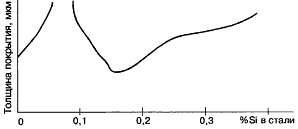 Толщина покрытия, мкм
0 0,1 0,2 0,3 %Si в стали